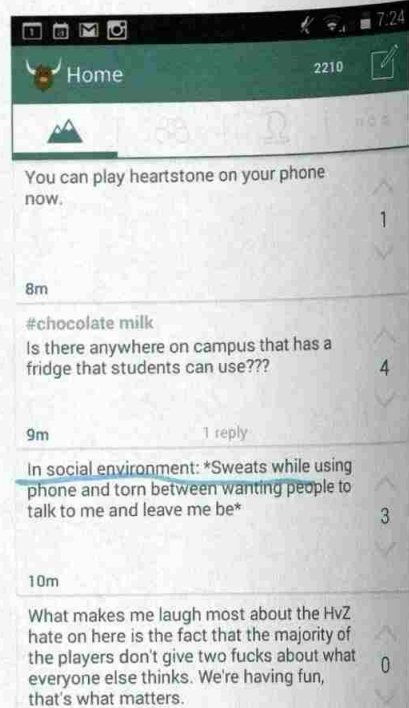 7:24
Home
2210
You can play heartstone on your phone
now.
1
8m
#chocolate milk
Is there anywhere on campus that has a
fridge that students can use???
4
9m
1 reply
In social environment: *Sweats while using
phone and torn between wanting people to
talk to me and leave me be*
3
10m
What makes me laugh most about the HvZ
hate on here is the fact that the majority of
the players don't give two fucks about what
everyone else thinks. We're having fun,
that's what matters.
0